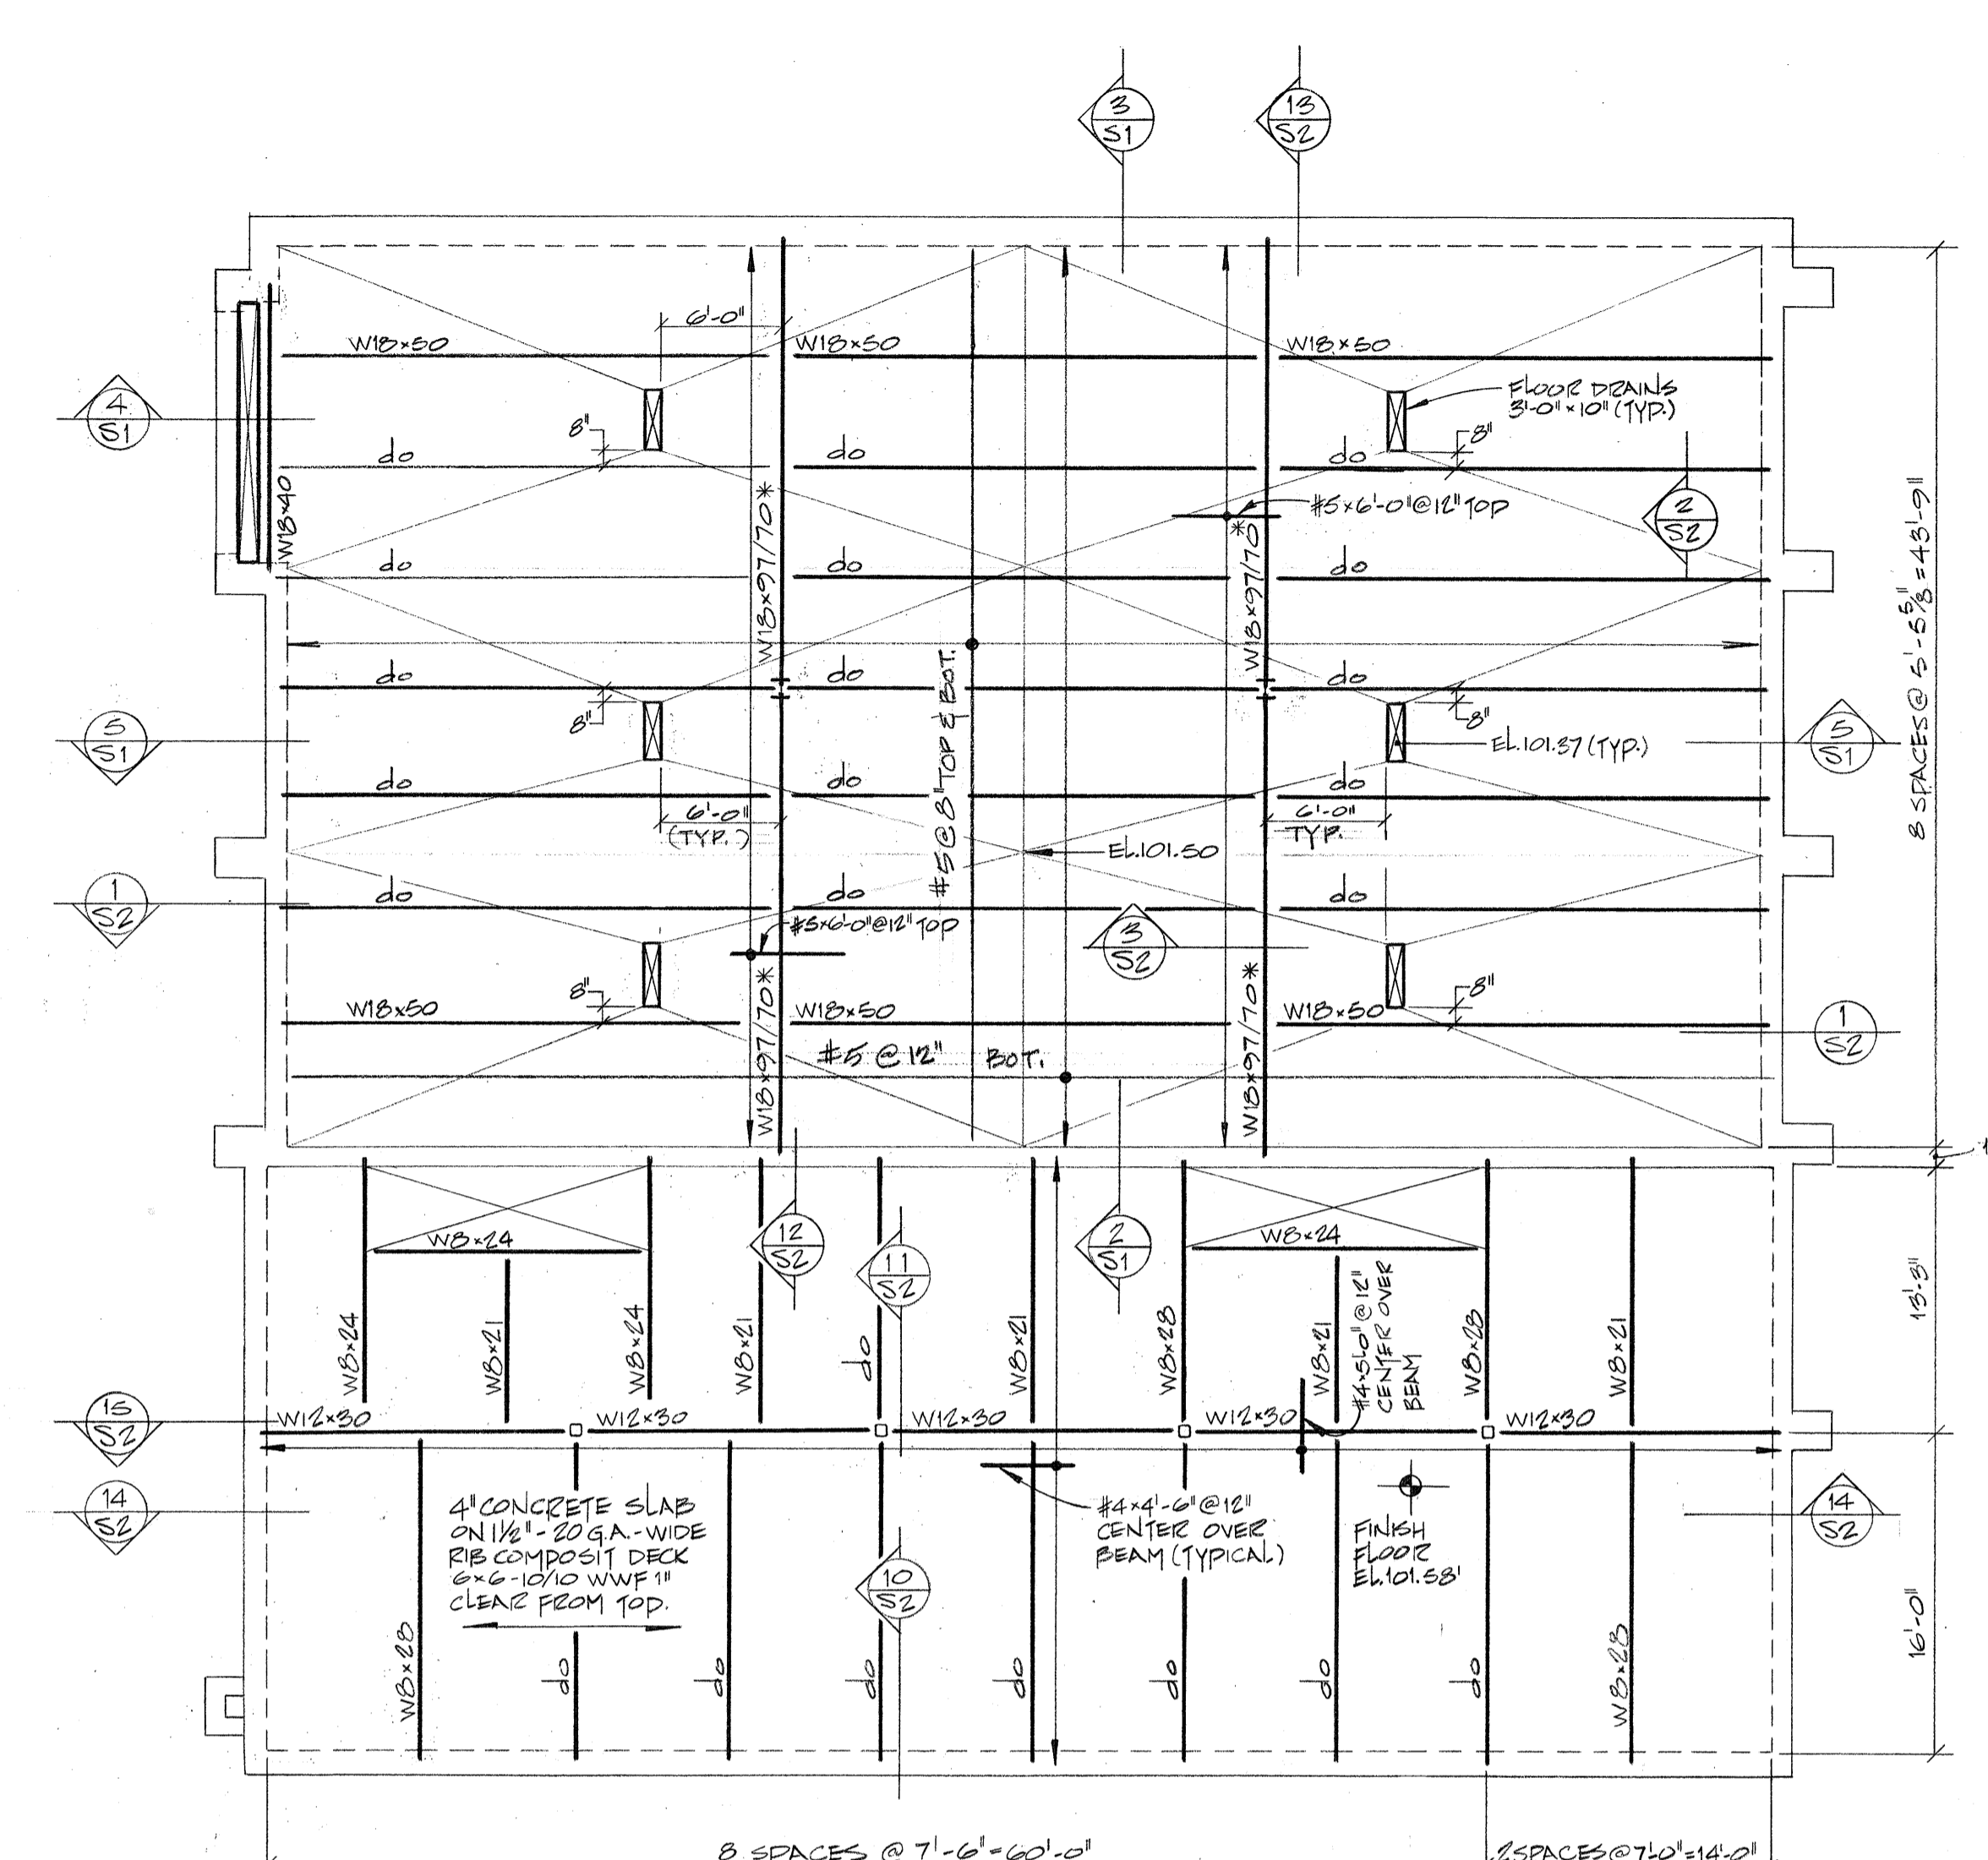 3
S1
13
S2
6'-0"
W18×50
W18×50
W18×50
FLOOR DRAINS
3'-0"×10" (TYP.)
4
S1
8"
8"
do
do
do
W18×40
W18×97/70*
#5×6'-0"@12" TOP
W18×97/70*
2
S2
8 SPACES @ 5'-5 5/8" = 43'-9"
do
do
do
do
do
do
8"
8"
#5@8" TOP & BOT.
5
S1
EL.101.37 (TYP.)
5
S1
do
do
do
6'-0"
(TYP.)
6'-0"
TYP.
EL.101.50
1
S2
do
do
do
#5×6'-0"@12" TOP
3
S2
8"
8"
W18×50
W18×97/70*
W18×50
W18×97/70*
W18×50
1
S2
#5 @ 12" BOT.
W8×24
12
S2
11
S2
2
S1
W8×24
13'-3"
W8×24
W8×21
W8×24
W8×21
do
W8×21
W8×28
W8×21
#4×5'-0"@12"
CENTER OVER
BEAM
W8×28
W8×21
15
S2
W12×30
W12×30
W12×30
W12×30
W12×30
14
S2
4" CONCRETE SLAB
ON 1 1/2" - 20 G.A.-WIDE
RIB COMPOSIT DECK
6×6-10/10 WWF 1"
CLEAR FROM TOP.
#4×4'-6"@12"
CENTER OVER
BEAM (TYPICAL)
FINISH
FLOOR
EL.101.58'
14
S2
10
S2
16'-0"
W8×28
do
do
do
do
do
do
do
W8×28
8 SPACES @ 7'-6"=60'-0"
2 SPACES @ 7'-0"=14'-0"